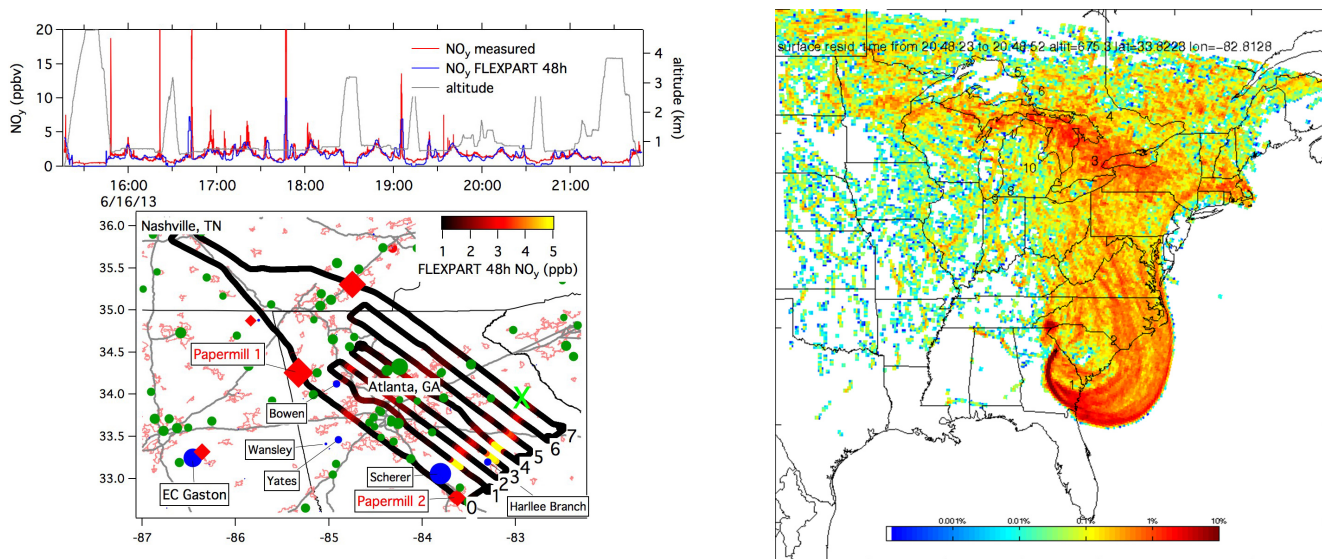 20
15
10
5
0
NOy (ppbv)
NOy measured
NOy FLEXPART 48h
altitude
4
3
2
1
altitude (km)
16:00 17:00 18:00 19:00 20:00 21:00
6/16/13
36.0
35.5
35.0
34.5
34.0
33.5
33.0
Nashville, TN
1 2 3 4 5
FLEXPART 48h NOy (ppb)
Papermill 1
Atlanta, GA
Bowen
X
Wansley
Yates
Scherer
EC Gaston
Papermill 2
Harllee Branch
0 1 2 3 4 5 6 7
-87 -86 -85 -84 -83
surface resid. time from 20:48:23 to 20:48:52 altit=675.3 lat=33.8228 lon=-82.8128
5
7
6
4
3
10
8
9
2
1
0.001% 0.01% 0.1% 1% 10%